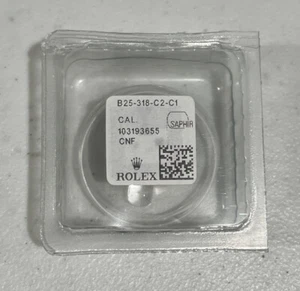 B25-318-C2-C1
CAL.
SAPHIR
103193655
CNF
ROLEX